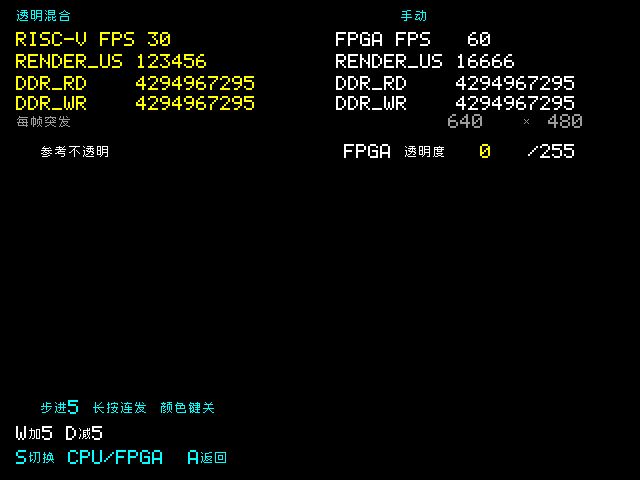 透明混合 手动
RISC-V FPS 30 FPGA FPS 60
RENDER_US 123456 RENDER_US 16666
DDR_RD 4294967295 DDR_RD 4294967295
DDR_WR 4294967295 DDR_WR 4294967295
每帧突发 640 × 480
参考不透明 FPGA 透明度 0 /255
步进5 长按连发 颜色键关
W加5 D减5
S切换 CPU/FPGA A返回